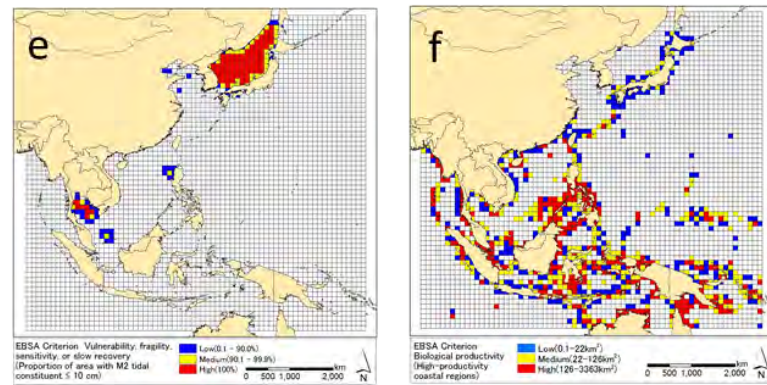 e
EBSA Criterion Vulnerability, fragility,
sensitivity, or slow recovery
(Proportion of area with M2 tidal
constituent ≤ 10 cm)
Low(0.1 - 90.0%)
Medium(90.1 - 99.9%)
High(100%)
0 500 1,000 2,000
km
N
f
EBSA Criterion
Biological productivity
(High-productivity
coastal regions)
Low(0.1-22km²)
Medium(22-126km²)
High(126-3363km²)
0 500 1,000 2,000
km
N